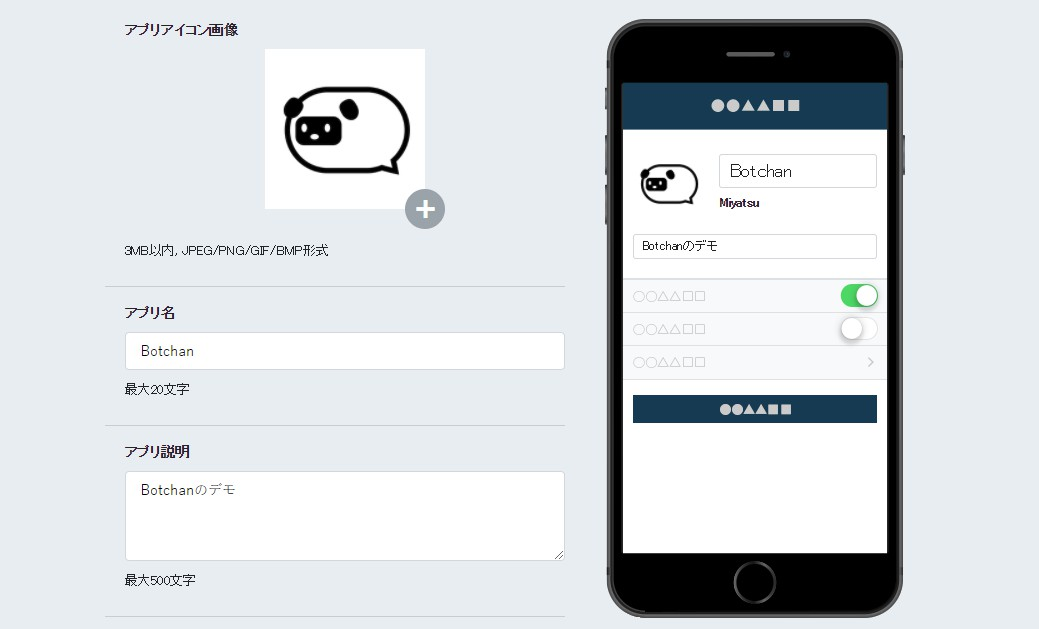 アプリアイコン画像
3MB以内, JPEG/PNG/GIF/BMP形式
アプリ名
Botchan
最大20文字
アプリ説明
Botchanのデモ
最大500文字
●●▲▲■■
Botchan
Miyatsu
Botchanのデモ
○○△△□□
○○△△□□
○○△△□□
●●▲▲■■